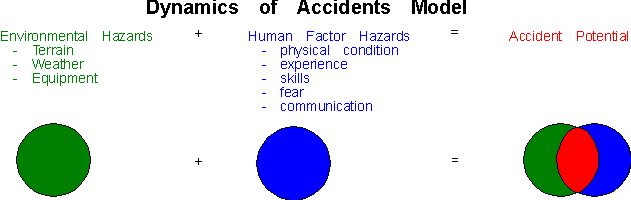 Dynamics of Accidents Model
Environmental Hazards + Human Factor Hazards = Accident Potential
- Terrain - physical condition
- Weather - experience
- Equipment - skills
- fear
- communication
+ =